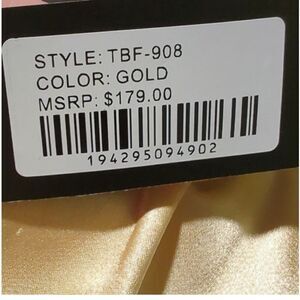 STYLE: TBF-908
COLOR: GOLD
MSRP: $179.00
194295094902